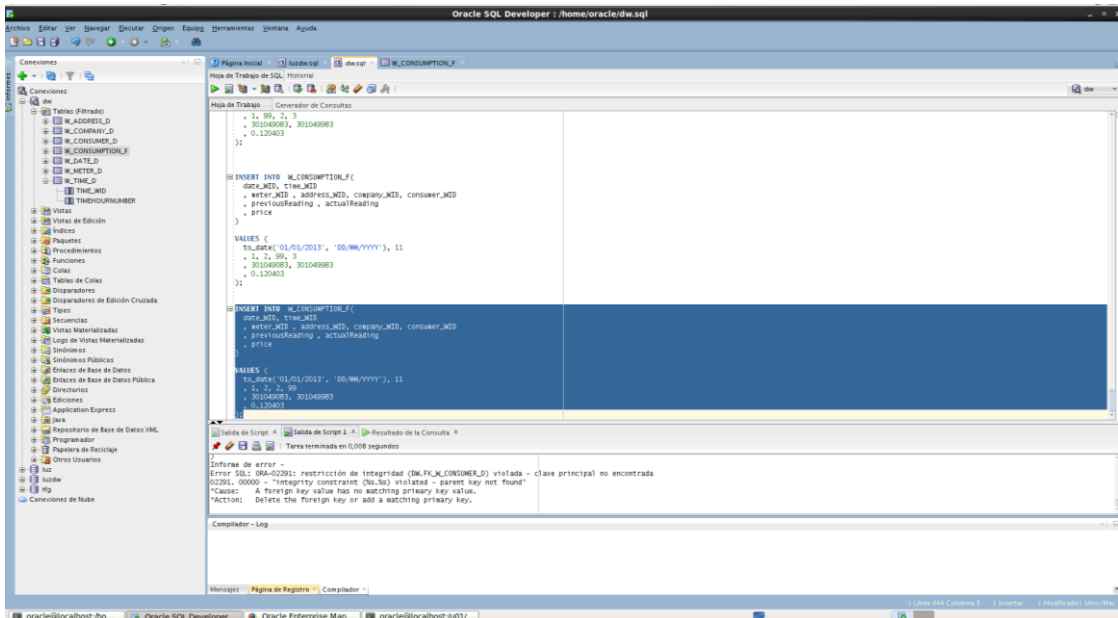 Oracle SQL Developer : /home/oracle/dw.sql
Archivo Editar Ver Navegar Ejecutar Origen Equipo Herramientas Ventana Ayuda
Conexiones
Informes
Conexiones
dw
Tables (Filtrado)
W_ADDRESS_D
W_COMPANY_D
W_CONSUMER_D
W_CONSUMPTION_F
W_DATE_D
W_METER_D
W_TIME_D
TIME_WID
TIMEHOURNUMBER
Vistas
Vistas de Edición
Índices
Paquetes
Procedimientos
Funciones
Colas
Tablas de Colas
Disparadores
Disparadores de Edición Cruzada
Tipos
Secuencias
Vistas Materializadas
Logs de Vistas Materializadas
Sinónimos
Sinónimos Públicos
Enlaces de Base de Datos
Enlaces de Base de Datos Pública
Directorios
Ediciones
Application Express
Java
Repositorio de Base de Datos XML
Programador
Papelera de Reciclaje
Otros Usuarios
luz
luzdw
tfg
Conexiones de Nube
Página Inicial luzdw.sql dw.sql W_CONSUMPTION_F
Hoja de Trabajo de SQL Historial
dw
Hoja de Trabajo Generador de Consultas
, 1, 99, 2, 3
, 301049083, 301049983
, 0.120403
);
INSERT INTO W_CONSUMPTION_F(
date_WID, time_WID
, meter_WID , address_WID, company_WID, consumer_WID
, previousReading , actualReading
, price
)
VALUES (
to_date('01/01/2013', 'DD/MM/YYYY'), 11
, 1, 2, 99, 3
, 301049083, 301049983
, 0.120403
);
INSERT INTO W_CONSUMPTION_F(
date_WID, time_WID
, meter_WID , address_WID, company_WID, consumer_WID
, previousReading , actualReading
, price
)
VALUES (
to_date('01/01/2013', 'DD/MM/YYYY'), 11
, 1, 2, 2, 99
, 301049083, 301049983
, 0.120403
);
Salida de Script Salida de Script 1 Resultado de la Consulta
Tarea terminada en 0,008 segundos
Informe de error -
Error SQL: ORA-02291: restricción de integridad (DW.FK_W_CONSUMER_D) violada - clave principal no encontrada
02291. 00000 - "integrity constraint (%s.%s) violated - parent key not found"
*Cause: A foreign key value has no matching primary key value.
*Action: Delete the foreign key or add a matching primary key.
Compilador - Log
Mensajes Página de Registro Compilador
Línea 444 Columna 3 Insertar Modificado Unix/Mac:
oracle@localhost:/ho... Oracle SQL Developer ... Oracle Enterprise Man... oracle@localhost:/u01/...